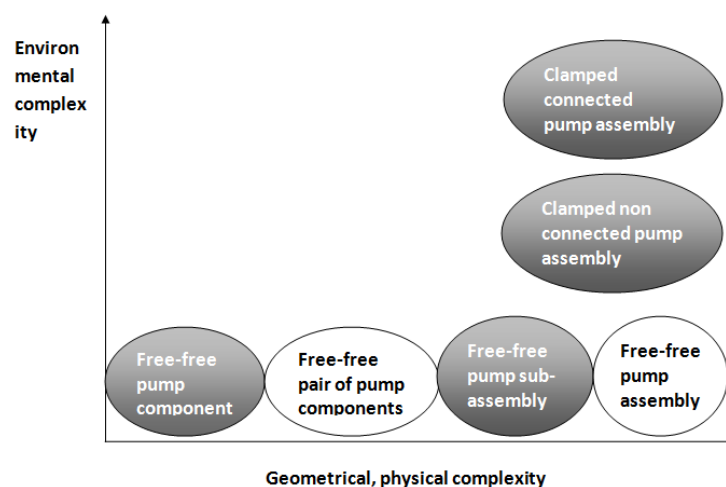 Environ
mental
complex
ity
Clamped
connected
pump assembly
Clamped non
connected pump
assembly
Free-free
pump
component
Free-free
pair of pump
components
Free-free
pump sub-
assembly
Free-free
pump
assembly
Geometrical, physical complexity